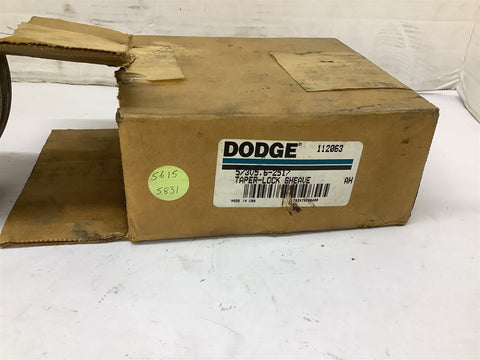 DODGE® 112063
5/3V5.6-2517
TAPER-LOCK SHEAVE AH
MADE IN USA
5615
5831